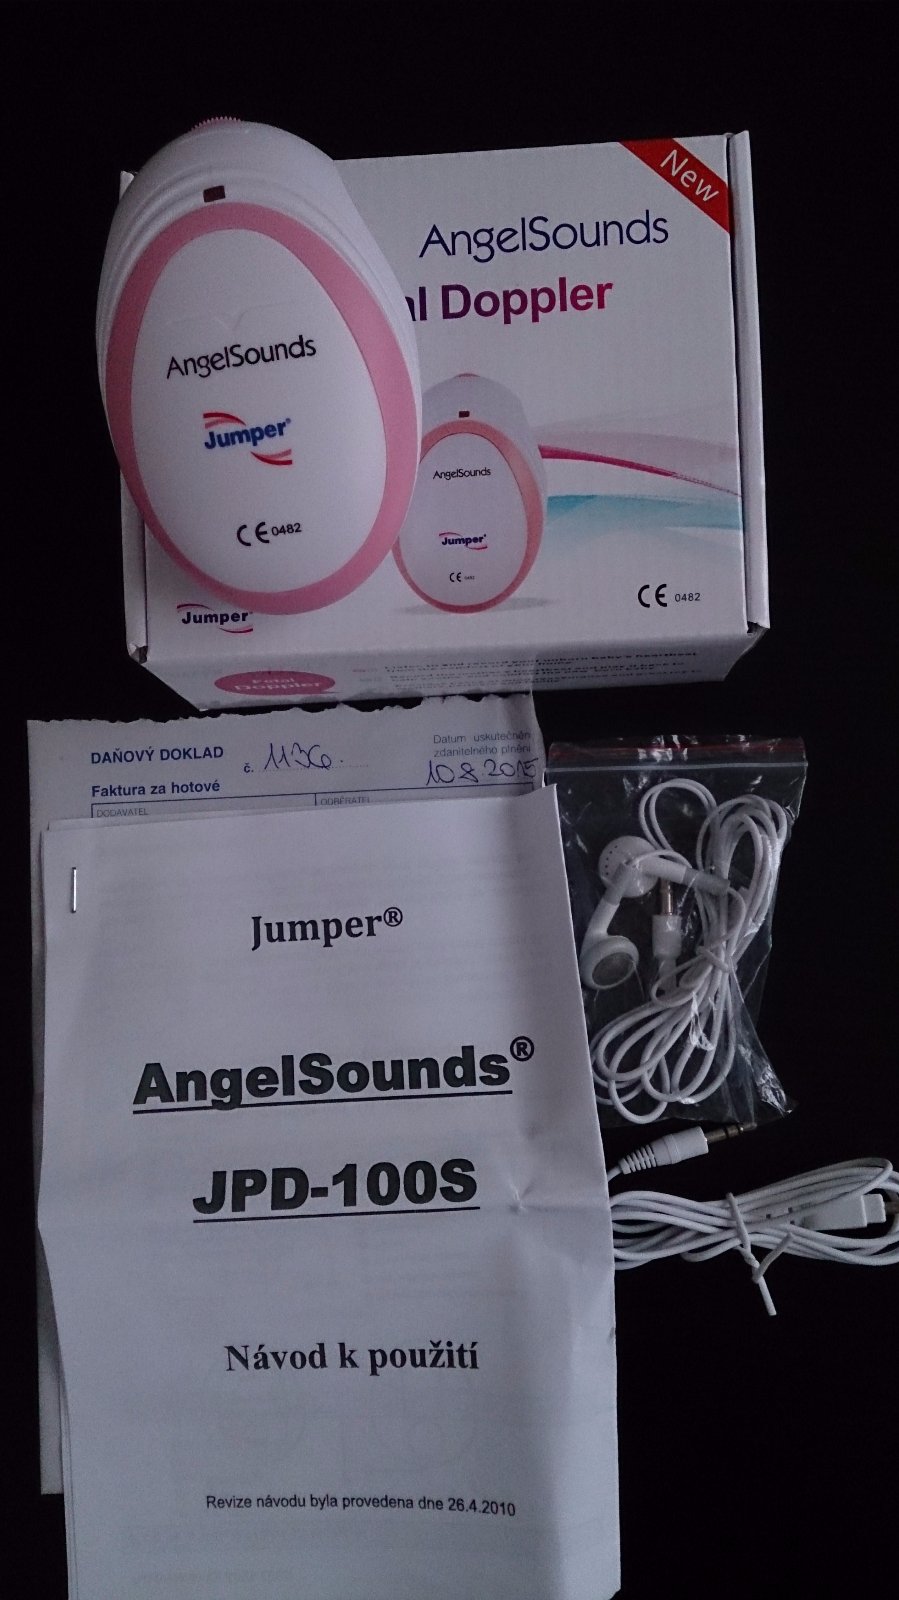 New
AngelSounds
al Doppler
AngelSounds
Jumper®
CE 0482
AngelSounds
Jumper®
CE 0482
CE 0482
Jumper®
Fetal
Doppler
DAŇOVÝ DOKLAD
č. 1136.
Datum uskutečnění
zdanitelného plnění
10.8.2015
Faktura za hotové
DODAVATEL
ODBĚRATEL
Jumper®
AngelSounds®
JPD-100S
Návod k použití
Revize návodu byla provedena dne 26.4.2010